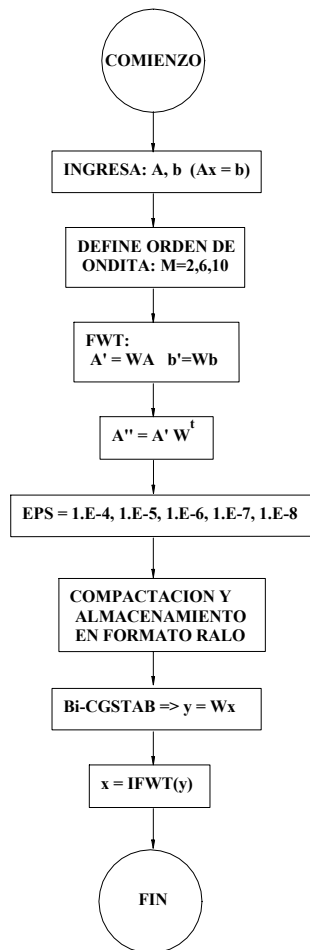 COMIENZO
INGRESA: A, b (Ax = b)
DEFINE ORDEN DE
ONDITA: M=2,6,10
FWT:
A' = WA b'=Wb
A'' = A' W^t
EPS = 1.E-4, 1.E-5, 1.E-6, 1.E-7, 1.E-8
COMPACTACION Y
ALMACENAMIENTO
EN FORMATO RALO
Bi-CGSTAB => y = Wx
x = IFWT(y)
FIN